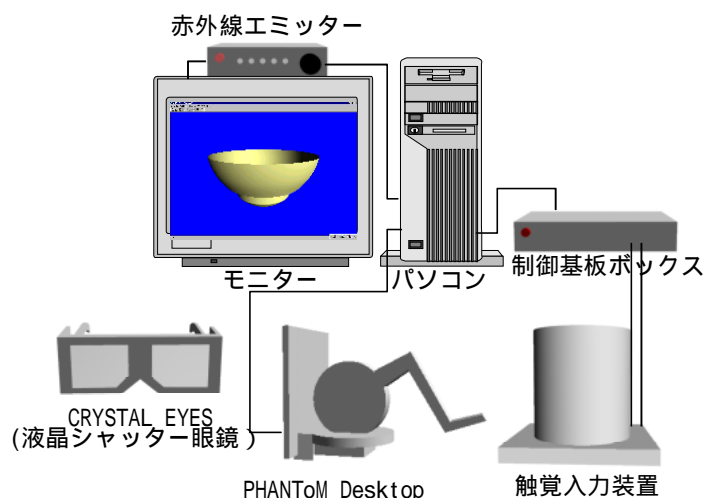 赤外線エミッター
モニター
パソコン
制御基板ボックス
CRYSTAL EYES
(液晶シャッター眼鏡)
PHANToM Desktop
触覚入力装置